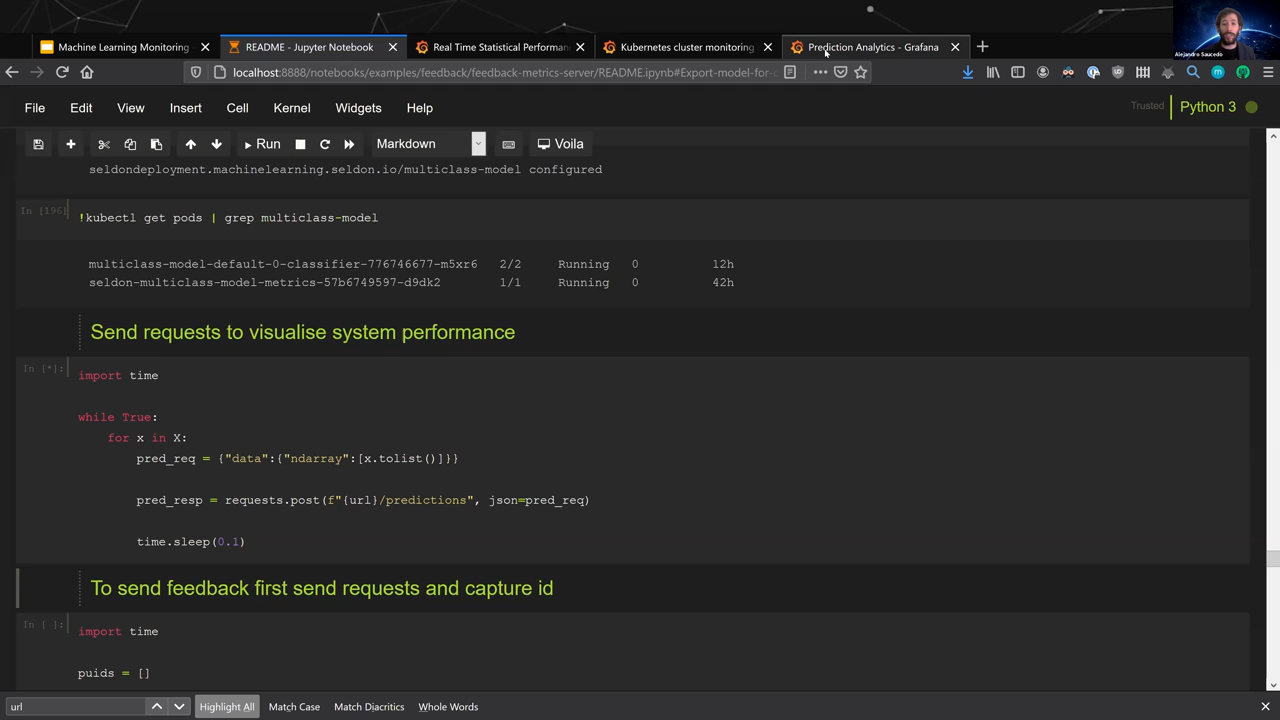 Machine Learning Monitoring
README - Jupyter Notebook
Real Time Statistical Performan
Kubernetes cluster monitoring
Prediction Analytics - Grafana
Alejandro Saucedo
localhost:8888/notebooks/examples/feedback/feedback-metrics-server/README.ipynb#Export-model-for-
File Edit View Insert Cell Kernel Widgets Help
Trusted
Python 3
Run
Markdown
Voila
seldondeployment.machinelearning.seldon.io/multiclass-model configured
In [196]
!kubectl get pods | grep multiclass-model
multiclass-model-default-0-classifier-776746677-m5xr6 2/2 Running 0 12h
seldon-multiclass-model-metrics-57b6749597-d9dk2 1/1 Running 0 42h
Send requests to visualise system performance
In [*]:
import time
while True:
for x in X:
pred_req = {"data":{"ndarray":[x.tolist()]}}
pred_resp = requests.post(f"{url}/predictions", json=pred_req)
time.sleep(0.1)
To send feedback first send requests and capture id
In [ ]:
import time
puids = []
url
Highlight All
Match Case
Match Diacritics
Whole Words